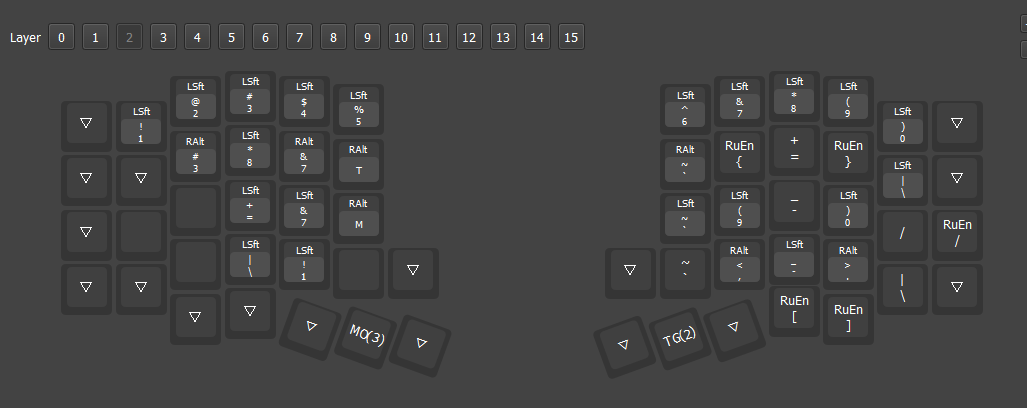 Layer 0 1 2 3 4 5 6 7 8 9 10 11 12 13 14 15
LSft ! 1
LSft @ 2
LSft # 3
LSft $ 4
LSft % 5
LSft ^ 6
LSft & 7
LSft * 8
LSft ( 9
LSft ) 0
RAlt # 3
LSft * 8
RAlt & 7
RAlt T
RAlt ~ `
RuEn {
+ =
RuEn }
LSft | \
LSft + =
LSft & 7
RAlt M
LSft ~ `
LSft ( 9
_ -
LSft ) 0
/
RuEn /
LSft | \
LSft ! 1
~ `
RAlt < ,
LSft _ -
RAlt > .
| \
MO(3)
TG(2)
RuEn [
RuEn ]